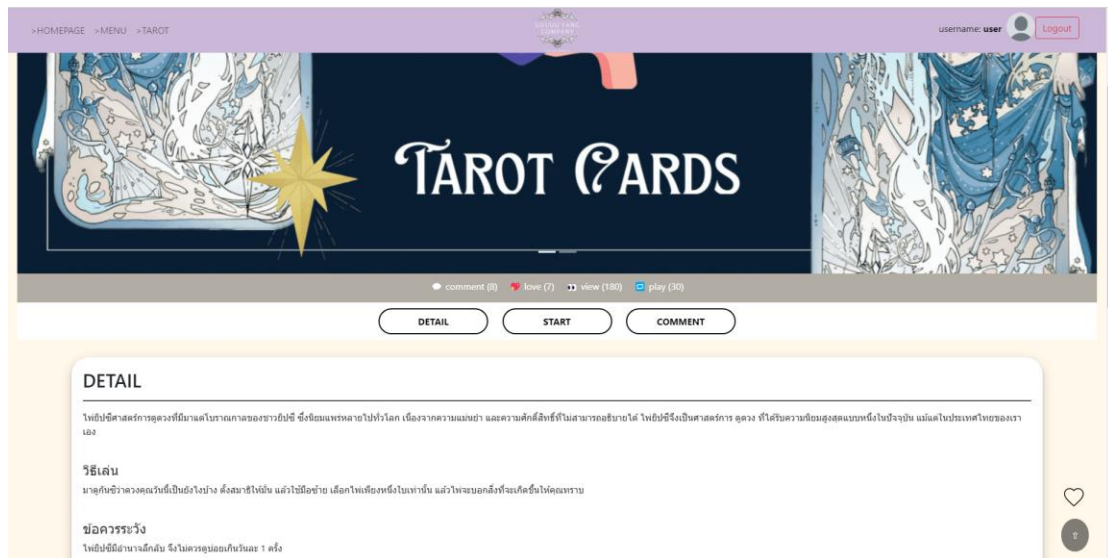 >HOMEPAGE >MENU >TAROT
COMPANY
username: user
Logout
TAROT CARDS
comment (8) love (7) view (180) play (30)
DETAIL START COMMENT
DETAIL
ไพ่ยิปซีศาสตร์การดูดวงที่มีมาแต่โบราณกาลของชาวยิปซี ซึ่งนิยมแพร่หลายไปทั่วโลก เนื่องจากความแม่นยำ และความศักดิ์สิทธิ์ที่ไม่สามารถอธิบายได้ ไพ่ยิปซีจึงเป็นศาสตร์การ ดูดวง ที่ได้รับความนิยมสูงสุดแบบหนึ่งในปัจจุบัน แม้แต่ในประเทศไทยของเรา
เอง
วิธีเล่น
มาดูกันซิว่าดวงคุณวันนี้เป็นยังไงบ้าง ตั้งสมาธิให้มั่น แล้วใช้มือซ้าย เลือกไพ่เพียงหนึ่งใบเท่านั้น แล้วไพ่จะบอกสิ่งที่จะเกิดขึ้นให้คุณทราบ
ข้อควรระวัง
ไพ่ยิปซีมีอำนาจลึกลับ จึงไม่ควรดูบ่อยเกินวันละ 1 ครั้ง